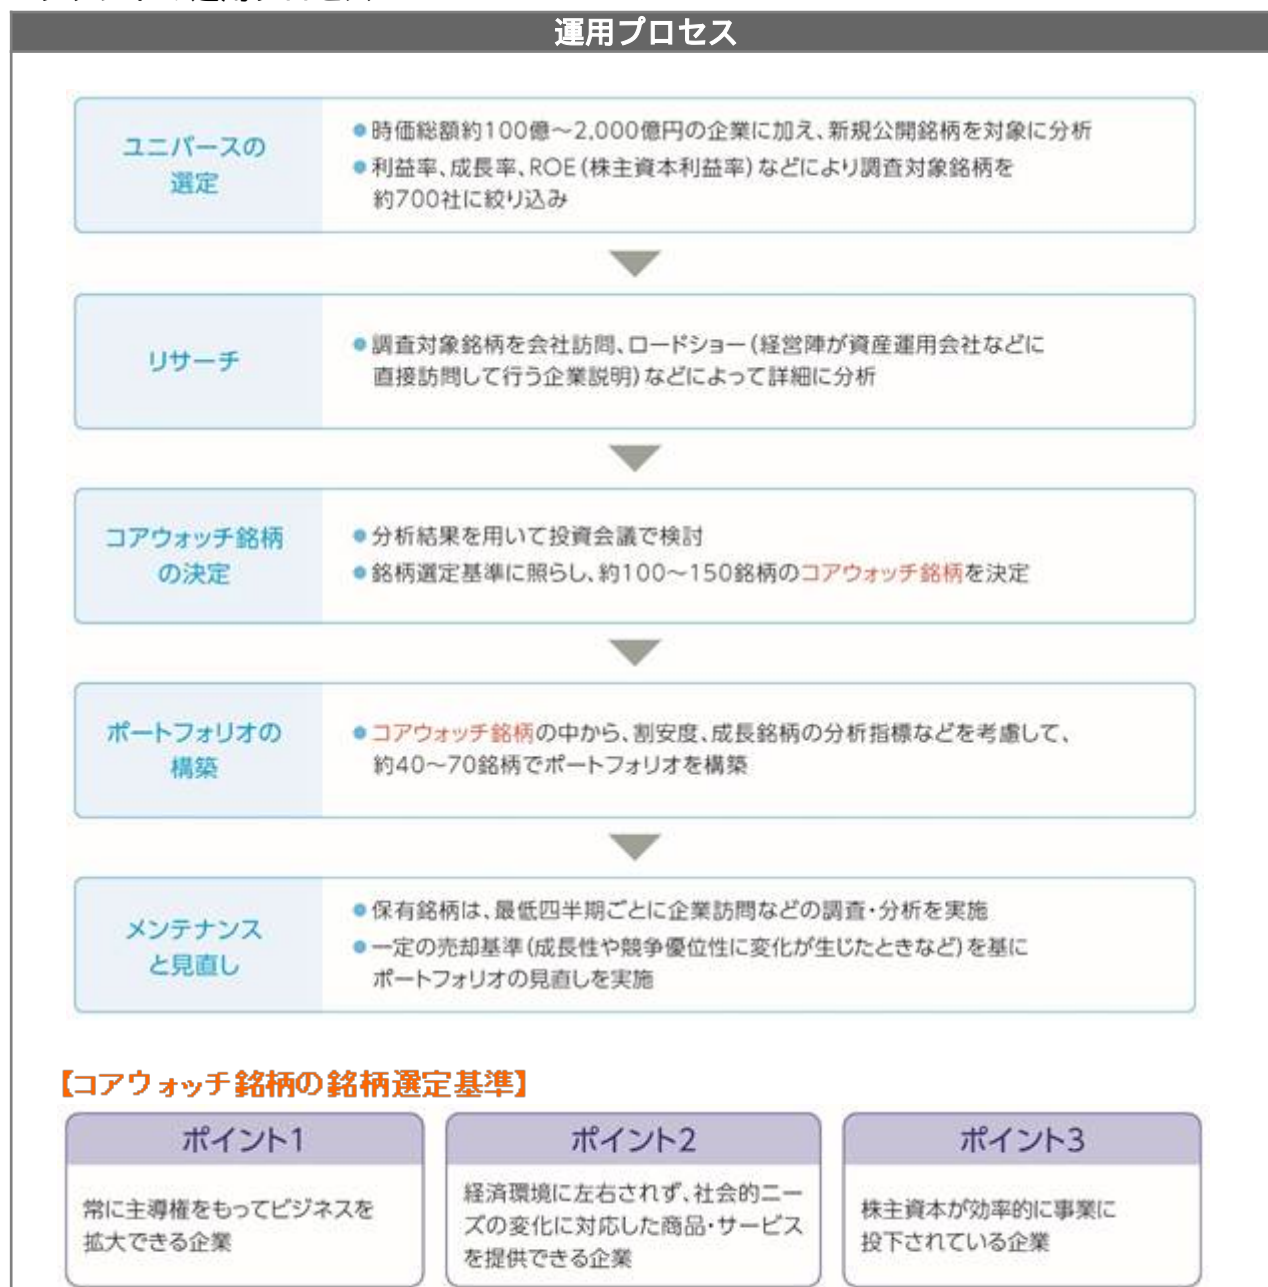 運用プロセス
ユニバースの
選定
●時価総額約100億～2,000億円の企業に加え、新規公開銘柄を対象に分析
●利益率、成長率、ROE（株主資本利益率）などにより調査対象銘柄を
約700社に絞り込み
リサーチ
●調査対象銘柄を会社訪問、ロードショー（経営陣が資産運用会社などに
直接訪問して行う企業説明）などによって詳細に分析
コアウォッチ銘柄
の決定
●分析結果を用いて投資会議で検討
●銘柄選定基準に照らし、約100～150銘柄のコアウォッチ銘柄を決定
ポートフォリオの
構築
●コアウォッチ銘柄の中から、割安度、成長銘柄の分析指標などを考慮して、
約40～70銘柄でポートフォリオを構築
メンテナンス
と見直し
●保有銘柄は、最低四半期ごとに企業訪問などの調査・分析を実施
●一定の売却基準（成長性や競争優位性に変化が生じたときなど）を基に
ポートフォリオの見直しを実施
【コアウォッチ銘柄の銘柄選定基準】
ポイント1
常に主導権をもってビジネスを
拡大できる企業
ポイント2
経済環境に左右されず、社会的ニー
ズの変化に対応した商品・サービス
を提供できる企業
ポイント3
株主資本が効率的に事業に
投下されている企業